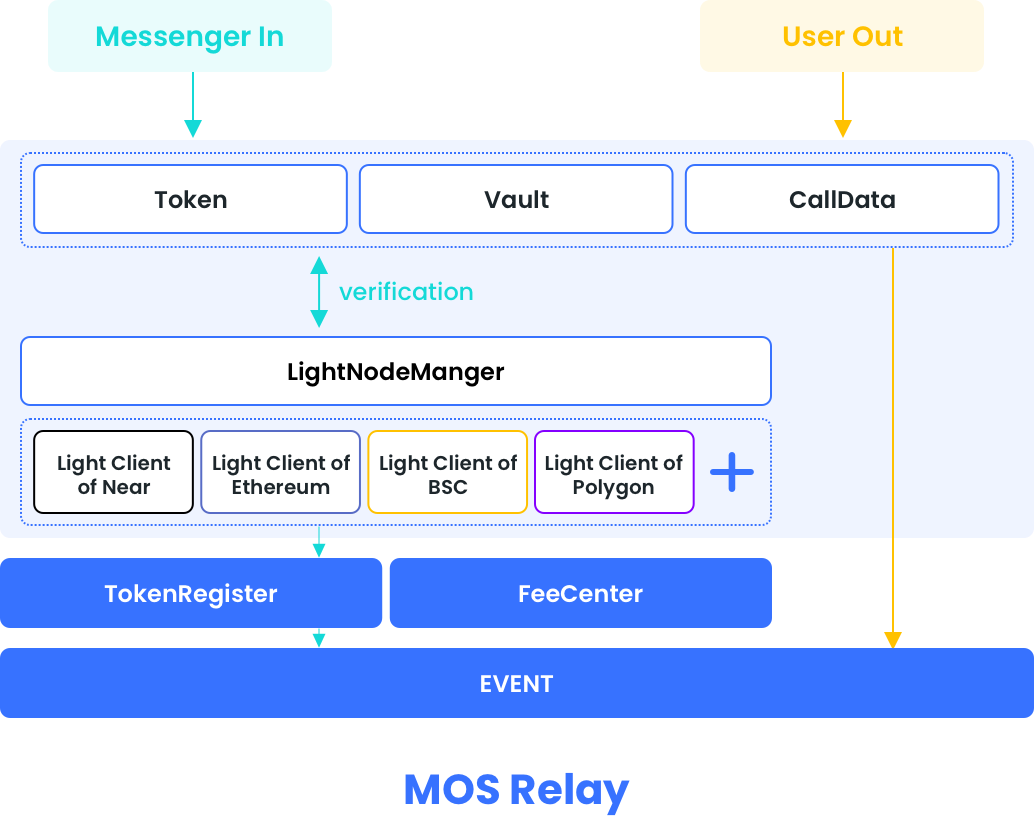 Messenger In
User Out
Token
Vault
CallData
verification
LightNodeManger
Light Client
of Near
Light Client of
Ethereum
Light Client of
BSC
Light Client of
Polygon
TokenRegister
FeeCenter
EVENT
MOS Relay